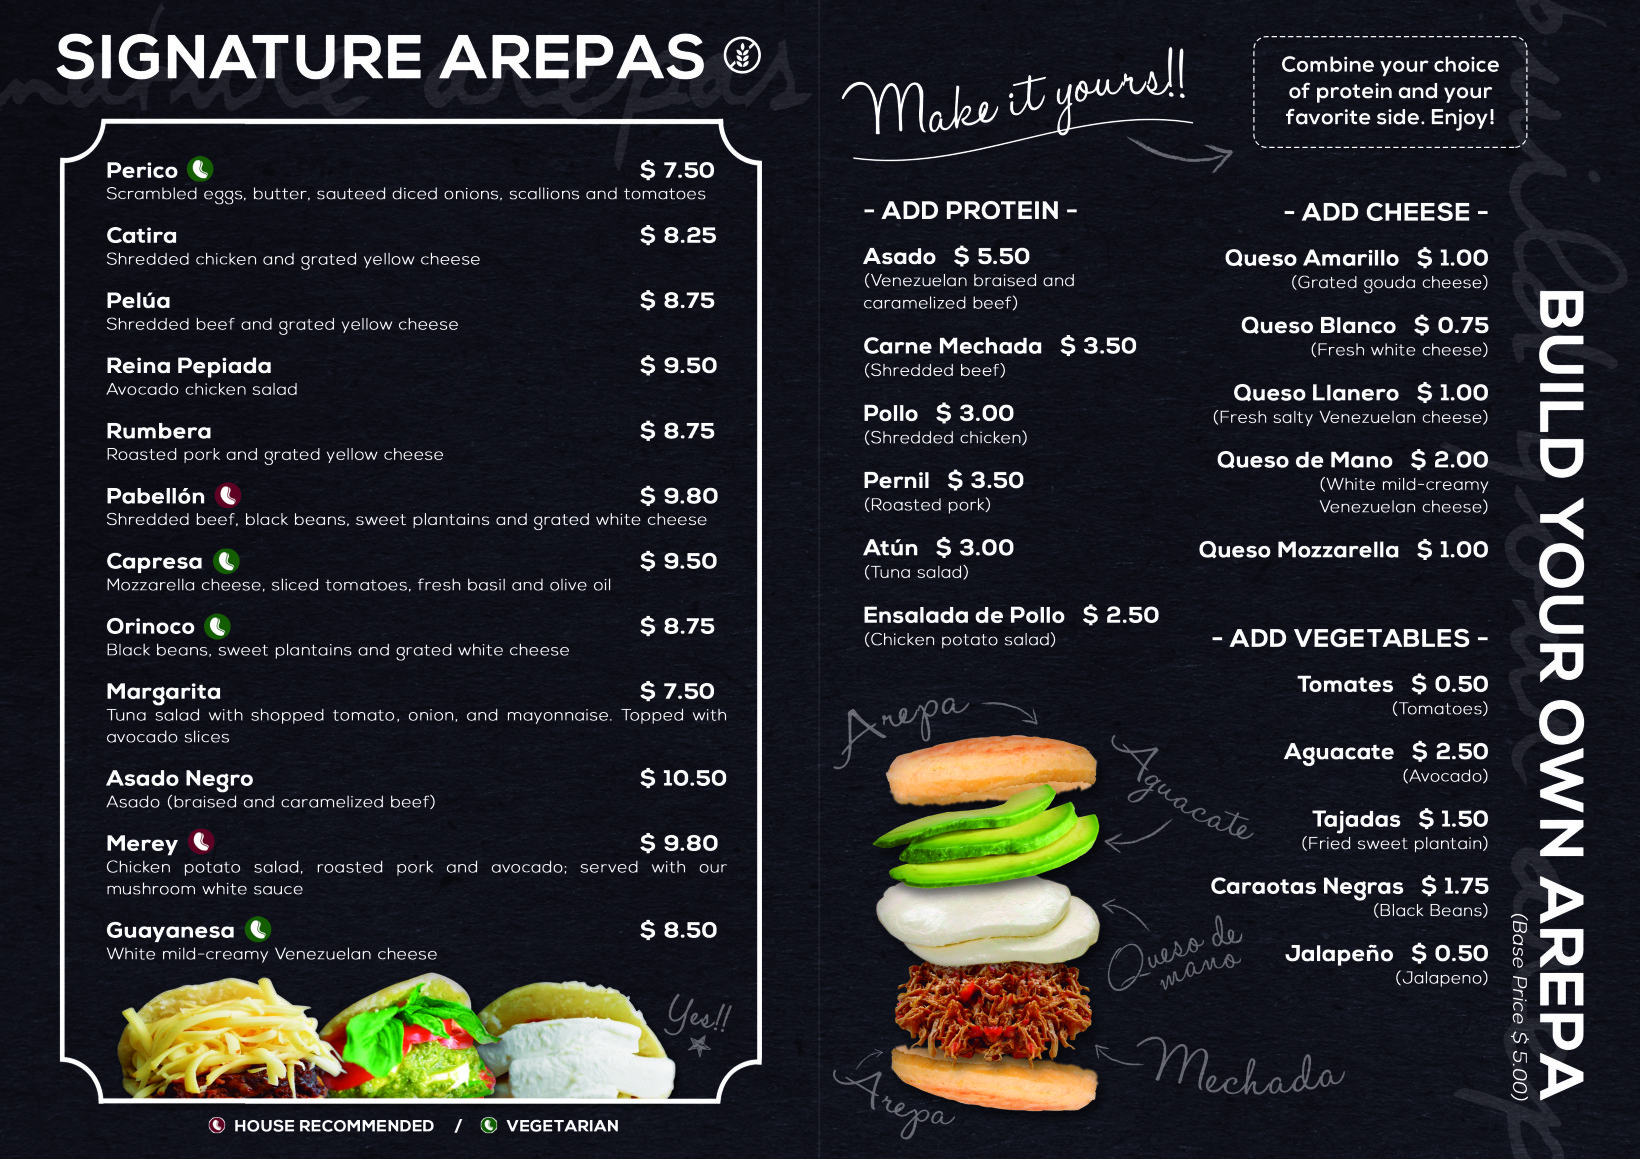 SIGNATURE AREPAS
Perico $ 7.50
Scrambled eggs, butter, sauteed diced onions, scallions and tomatoes
Catira $ 8.25
Shredded chicken and grated yellow cheese
Pelúa $ 8.75
Shredded beef and grated yellow cheese
Reina Pepiada $ 9.50
Avocado chicken salad
Rumbera $ 8.75
Roasted pork and grated yellow cheese
Pabellón $ 9.80
Shredded beef, black beans, sweet plantains and grated white cheese
Capresa $ 9.50
Mozzarella cheese, sliced tomatoes, fresh basil and olive oil
Orinoco $ 8.75
Black beans, sweet plantains and grated white cheese
Margarita $ 7.50
Tuna salad with shopped tomato, onion, and mayonnaise. Topped with
avocado slices
Asado Negro $ 10.50
Asado (braised and caramelized beef)
Merey $ 9.80
Chicken potato salad, roasted pork and avocado; served with our
mushroom white sauce
Guayanesa $ 8.50
White mild-creamy Venezuelan cheese
Yes!!
HOUSE RECOMMENDED / VEGETARIAN
Make it yours!!
Combine your choice
of protein and your
favorite side. Enjoy!
- ADD PROTEIN -
Asado $ 5.50
(Venezuelan braised and
caramelized beef)
Carne Mechada $ 3.50
(Shredded beef)
Pollo $ 3.00
(Shredded chicken)
Pernil $ 3.50
(Roasted pork)
Atún $ 3.00
(Tuna salad)
Ensalada de Pollo $ 2.50
(Chicken potato salad)
- ADD CHEESE -
Queso Amarillo $ 1.00
(Grated gouda cheese)
Queso Blanco $ 0.75
(Fresh white cheese)
Queso Llanero $ 1.00
(Fresh salty Venezuelan cheese)
Queso de Mano $ 2.00
(White mild-creamy
Venezuelan cheese)
Queso Mozzarella $ 1.00
- ADD VEGETABLES -
Tomates $ 0.50
(Tomatoes)
Aguacate $ 2.50
(Avocado)
Tajadas $ 1.50
(Fried sweet plantain)
Caraotas Negras $ 1.75
(Black Beans)
Jalapeño $ 0.50
(Jalapeno)
Arepa
Aguacate
Queso de
mano
Mechada
Arepa
BUILD YOUR OWN AREPA
(Base Price $ 5.00)